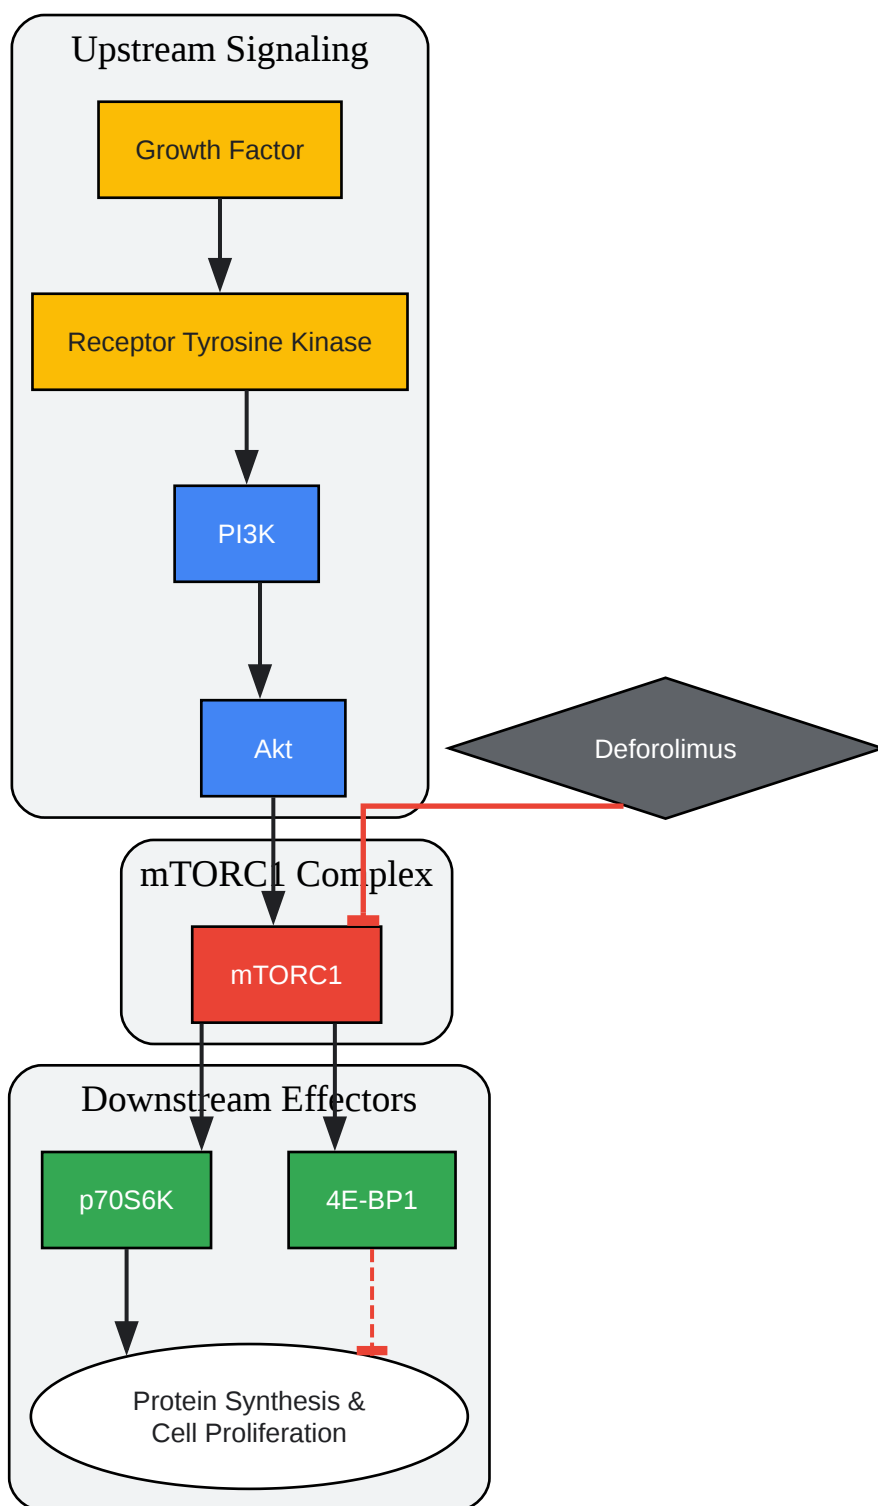 Upstream Signaling
Growth Factor
Receptor Tyrosine Kinase
PI3K
Akt
Deforolimus
mTORC1 Complex
mTORC1
Downstream Effectors
p70S6K
4E-BP1
Protein Synthesis &
Cell Proliferation